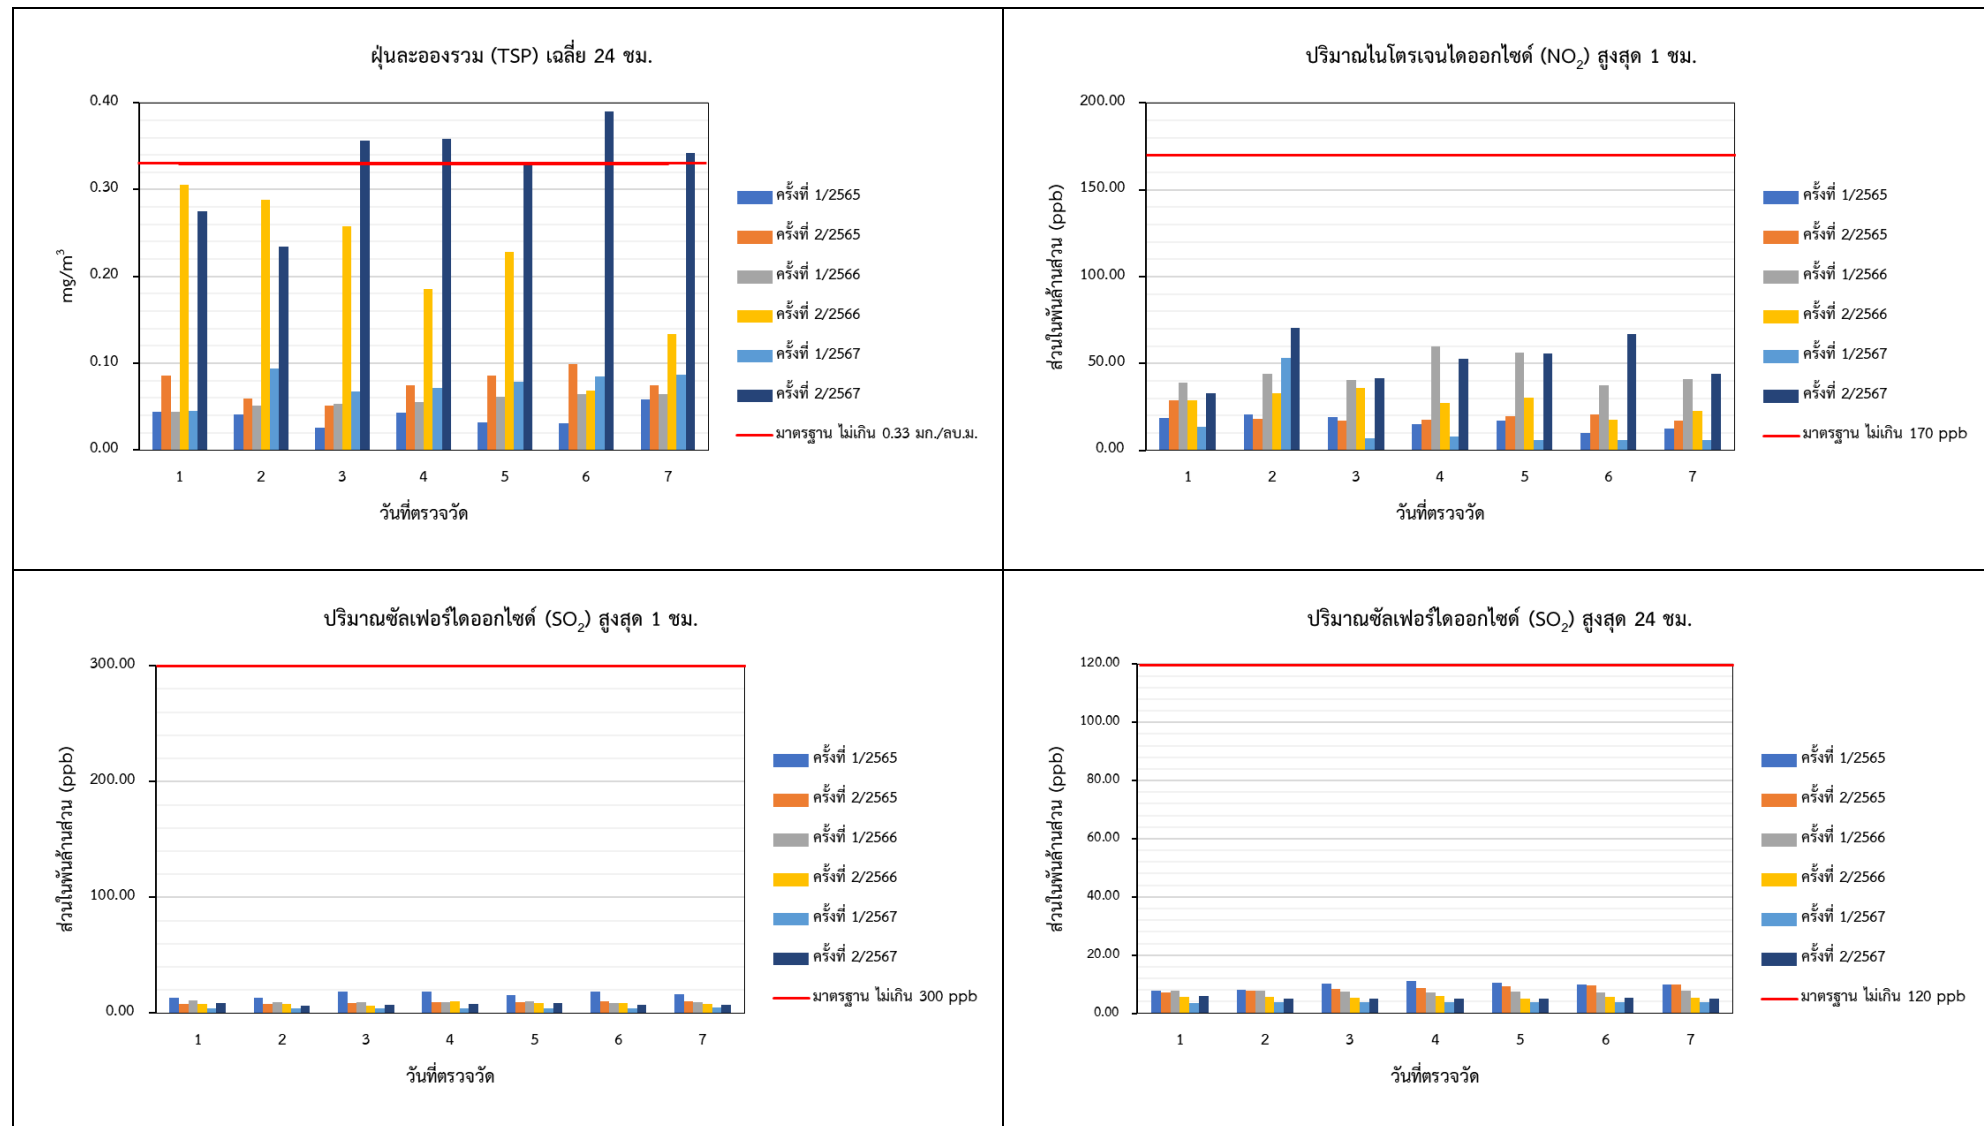 ฝุ่นละอองรวม (TSP) เฉลี่ย 24 ชม.
0.40
0.30
0.20
0.10
0.00
mg/m³
1 2 3 4 5 6 7
วันที่ตรวจวัด
ครั้งที่ 1/2565
ครั้งที่ 2/2565
ครั้งที่ 1/2566
ครั้งที่ 2/2566
ครั้งที่ 1/2567
ครั้งที่ 2/2567
มาตรฐาน ไม่เกิน 0.33 มก./ลบ.ม.
ปริมาณไนโตรเจนไดออกไซด์ (NO₂) สูงสุด 1 ชม.
200.00
150.00
100.00
50.00
0.00
ส่วนในพันล้านส่วน (ppb)
1 2 3 4 5 6 7
วันที่ตรวจวัด
ครั้งที่ 1/2565
ครั้งที่ 2/2565
ครั้งที่ 1/2566
ครั้งที่ 2/2566
ครั้งที่ 1/2567
ครั้งที่ 2/2567
มาตรฐาน ไม่เกิน 170 ppb
ปริมาณซัลเฟอร์ไดออกไซด์ (SO₂) สูงสุด 1 ชม.
300.00
200.00
100.00
0.00
ส่วนในพันล้านส่วน (ppb)
1 2 3 4 5 6 7
วันที่ตรวจวัด
ครั้งที่ 1/2565
ครั้งที่ 2/2565
ครั้งที่ 1/2566
ครั้งที่ 2/2566
ครั้งที่ 1/2567
ครั้งที่ 2/2567
มาตรฐาน ไม่เกิน 300 ppb
ปริมาณซัลเฟอร์ไดออกไซด์ (SO₂) สูงสุด 24 ชม.
120.00
100.00
80.00
60.00
40.00
20.00
0.00
ส่วนในพันล้านส่วน (ppb)
1 2 3 4 5 6 7
วันที่ตรวจวัด
ครั้งที่ 1/2565
ครั้งที่ 2/2565
ครั้งที่ 1/2566
ครั้งที่ 2/2566
ครั้งที่ 1/2567
ครั้งที่ 2/2567
มาตรฐาน ไม่เกิน 120 ppb